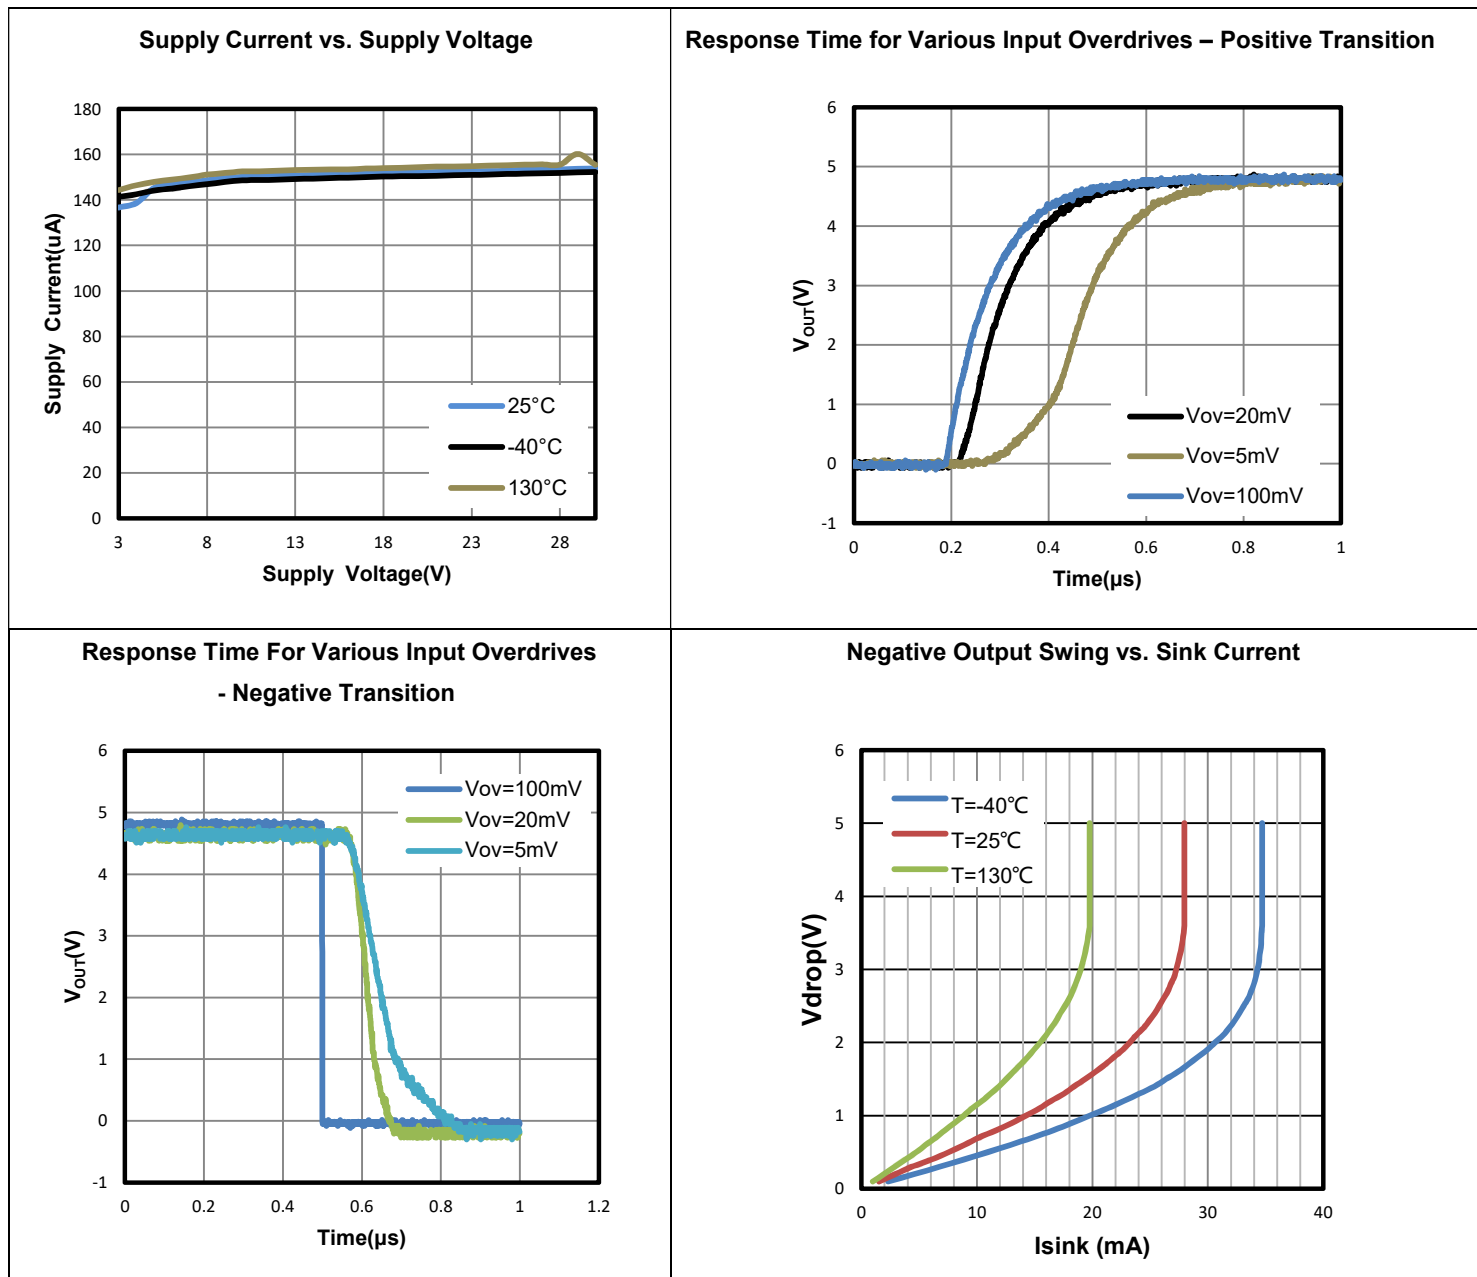 Supply Current vs. Supply Voltage
180
160
140
120
100
80
60
40
20
0
Supply Current(uA)
25°C
-40°C
130°C
3 8 13 18 23 28
Supply Voltage(V)
Response Time for Various Input Overdrives – Positive Transition
6
5
4
3
2
1
0
-1
VOUT(V)
Vov=20mV
Vov=5mV
Vov=100mV
0 0.2 0.4 0.6 0.8 1
Time(µs)
Response Time For Various Input Overdrives
- Negative Transition
6
5
4
3
2
1
0
-1
VOUT(V)
Vov=100mV
Vov=20mV
Vov=5mV
0 0.2 0.4 0.6 0.8 1 1.2
Time(µs)
Negative Output Swing vs. Sink Current
6
5
4
3
2
1
0
Vdrop(V)
T=-40℃
T=25℃
T=130℃
0 10 20 30 40
Isink (mA)